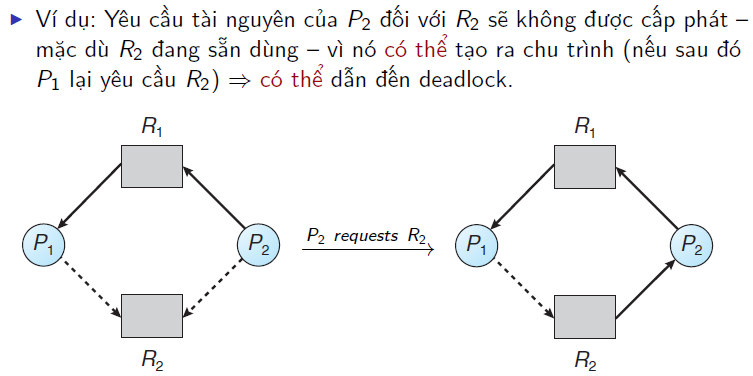 Ví dụ: Yêu cầu tài nguyên của P₂ đối với R₂ sẽ không được cấp phát –
mặc dù R₂ đang sẵn dùng – vì nó có thể tạo ra chu trình (nếu sau đó
P₁ lại yêu cầu R₂) ⇒ có thể dẫn đến deadlock.
R₁
P₁
P₂
R₂
P₂ requests R₂
R₁
P₁
P₂
R₂